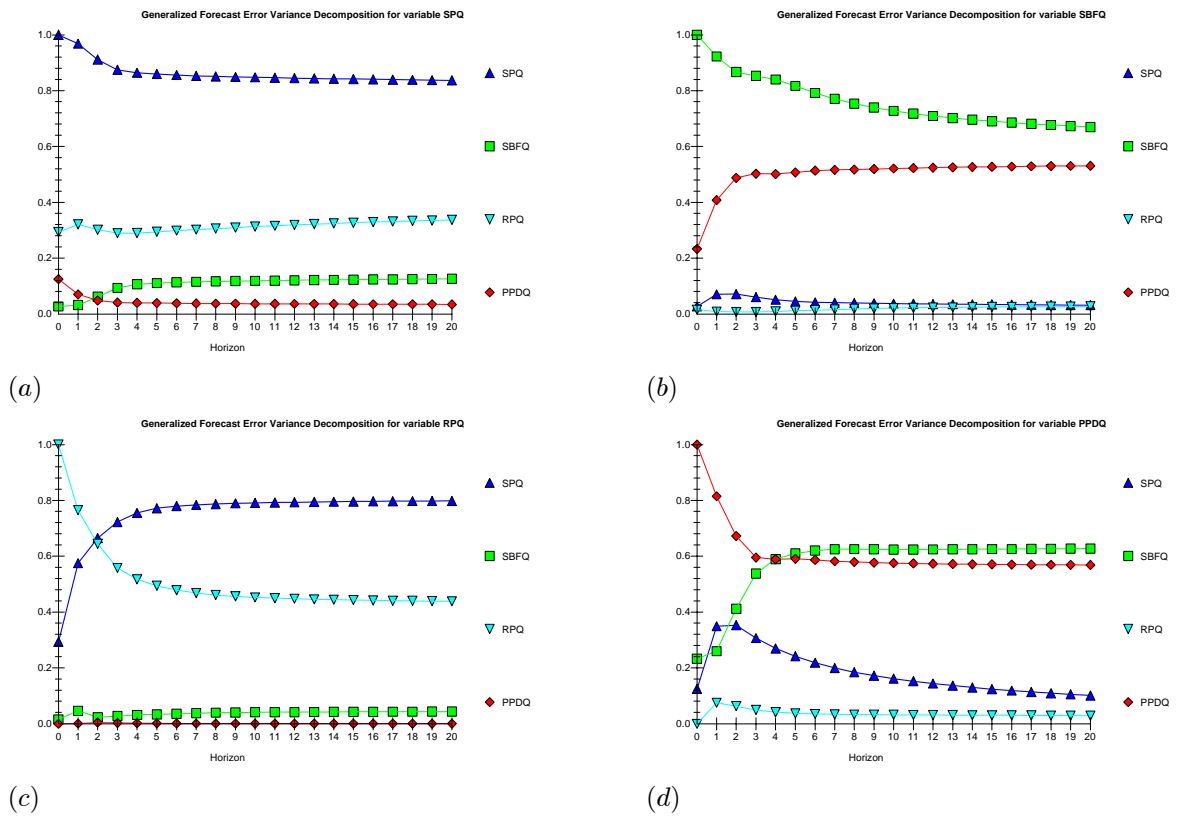 Generalized Forecast Error Variance Decomposition for variable SPQ
1.0
0.8
0.6
0.4
0.2
0.0
0 1 2 3 4 5 6 7 8 9 10 11 12 13 14 15 16 17 18 19 20
Horizon
SPQ
SBFQ
RPQ
PPDQ
(a)
Generalized Forecast Error Variance Decomposition for variable SBFQ
1.0
0.8
0.6
0.4
0.2
0.0
0 1 2 3 4 5 6 7 8 9 10 11 12 13 14 15 16 17 18 19 20
Horizon
SPQ
SBFQ
RPQ
PPDQ
(b)
Generalized Forecast Error Variance Decomposition for variable RPQ
1.0
0.8
0.6
0.4
0.2
0.0
0 1 2 3 4 5 6 7 8 9 10 11 12 13 14 15 16 17 18 19 20
Horizon
SPQ
SBFQ
RPQ
PPDQ
(c)
Generalized Forecast Error Variance Decomposition for variable PPDQ
1.0
0.8
0.6
0.4
0.2
0.0
0 1 2 3 4 5 6 7 8 9 10 11 12 13 14 15 16 17 18 19 20
Horizon
SPQ
SBFQ
RPQ
PPDQ
(d)